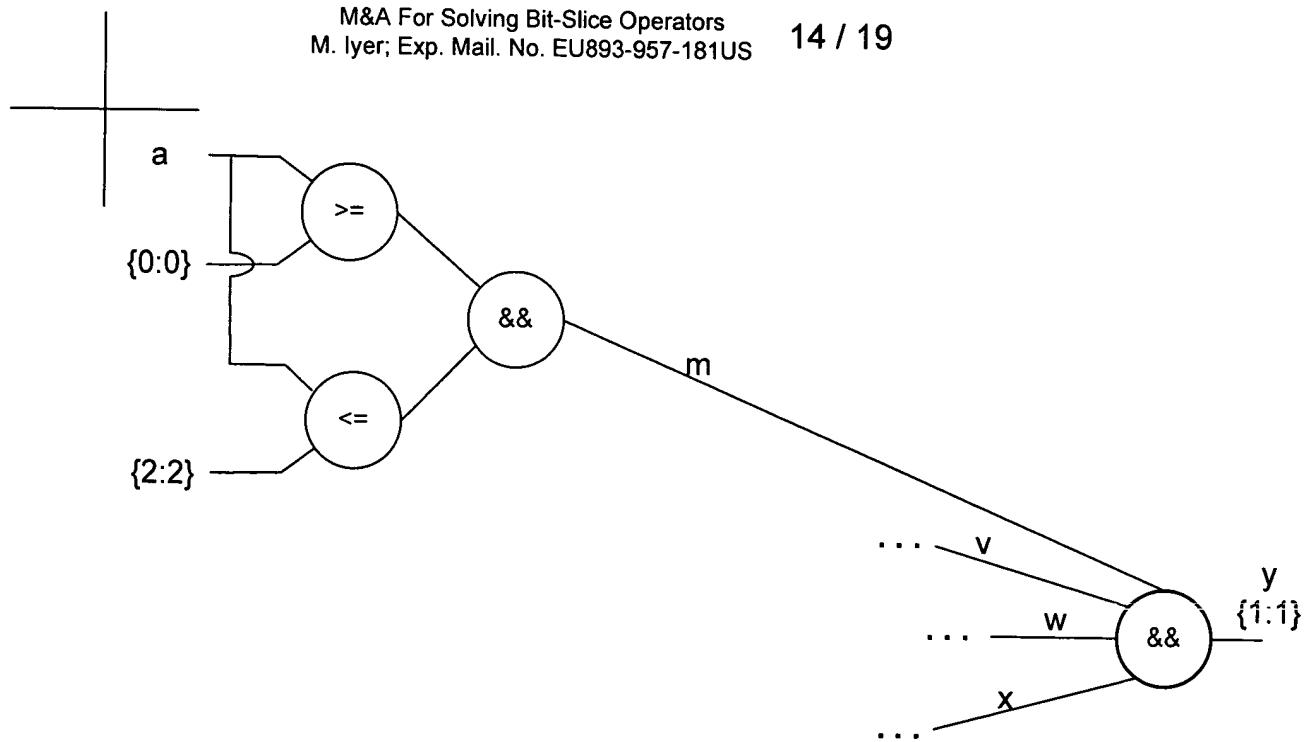 M&A For Solving Bit-Slice Operators
M. Iyer; Exp. Mail. No. EU893-957-181US
14 / 19
a
>=
{0:0}
&&
m
<=
{2:2}
... v
y
{1:1}
... w
&&
x
...